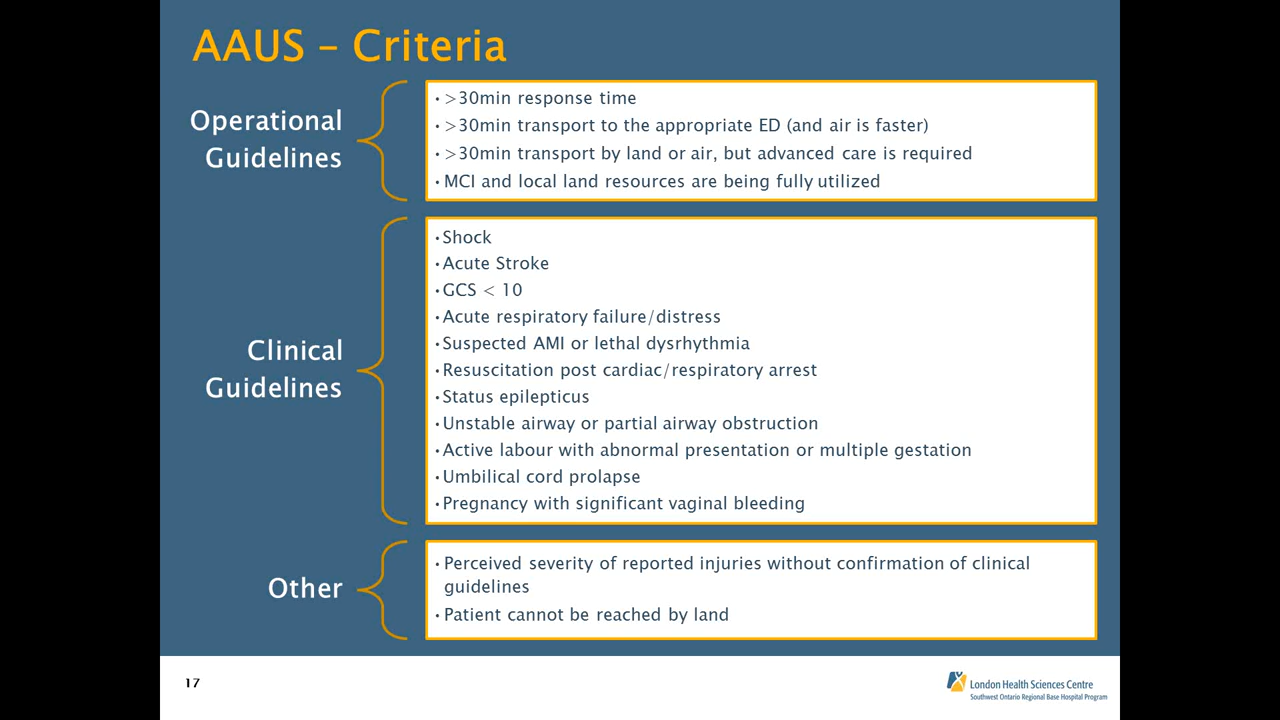 AAUS – Criteria
Operational
Guidelines
•>30min response time
•>30min transport to the appropriate ED (and air is faster)
•>30min transport by land or air, but advanced care is required
•MCI and local land resources are being fully utilized
Clinical
Guidelines
•Shock
•Acute Stroke
•GCS < 10
•Acute respiratory failure/distress
•Suspected AMI or lethal dysrhythmia
•Resuscitation post cardiac/respiratory arrest
•Status epilepticus
•Unstable airway or partial airway obstruction
•Active labour with abnormal presentation or multiple gestation
•Umbilical cord prolapse
•Pregnancy with significant vaginal bleeding
Other
•Perceived severity of reported injuries without confirmation of clinical
guidelines
•Patient cannot be reached by land
17
London Health Sciences Centre
Southwest Ontario Regional Base Hospital Program